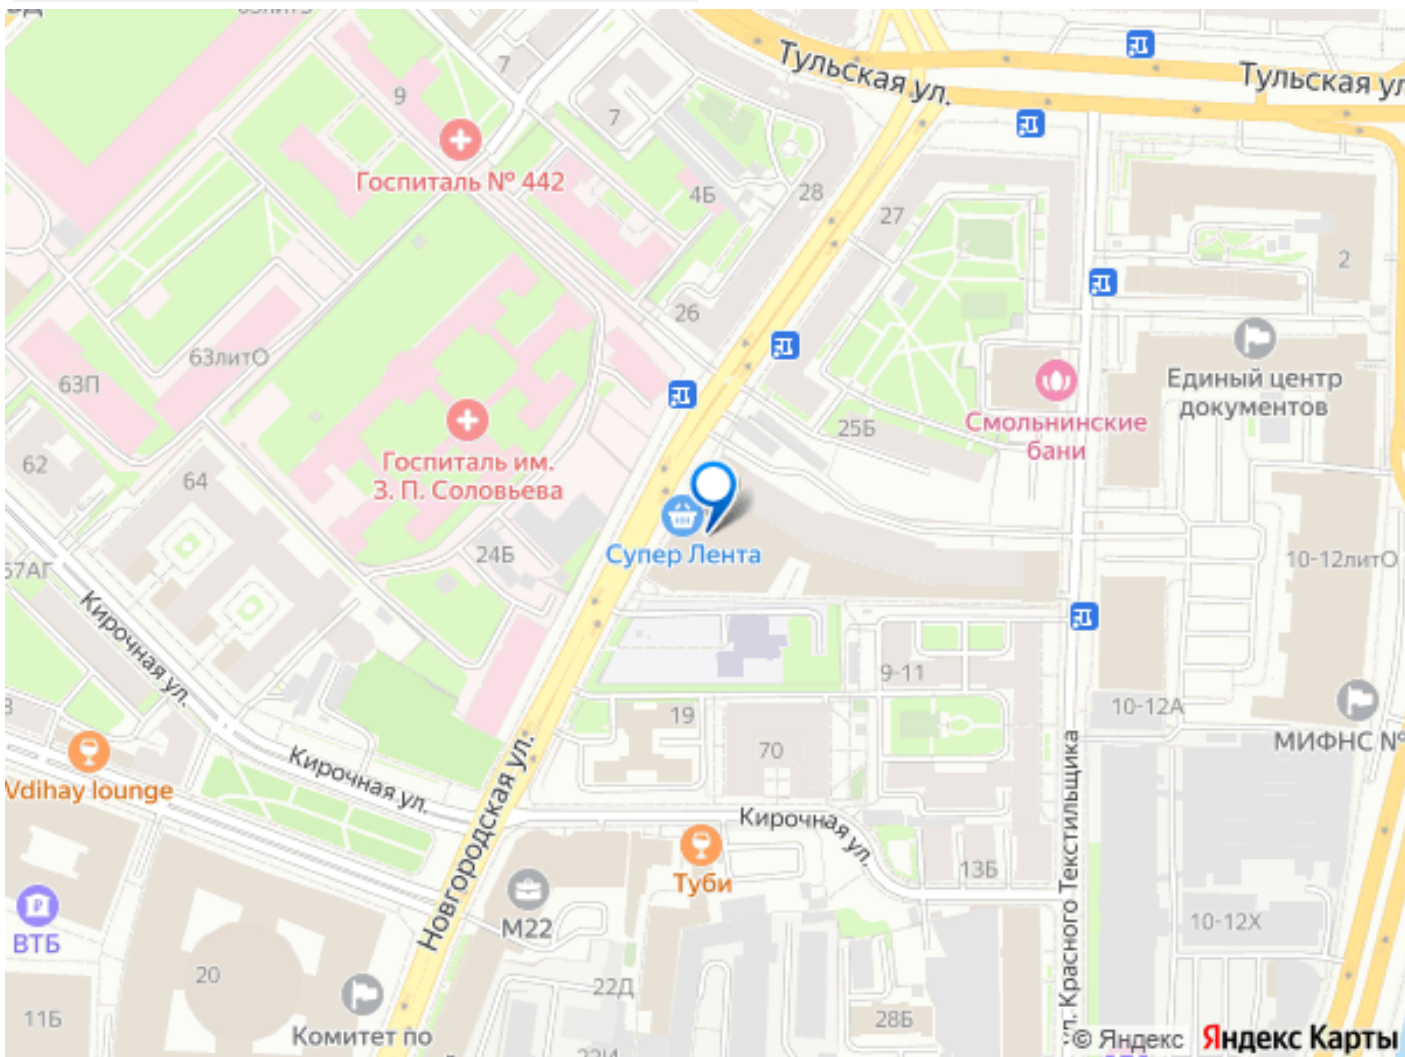 Тульская ул.
7
Тульская ул
9
7
Госпиталь № 442
4Б
28
27
2
26
63литО
63П
Единый центр
документов
Смольнинские
бани
25Б
Госпиталь им.
З. П. Соловьева
62
64
Супер Лента
24Б
10-12литО
57АГ
Кирочная ул.
9-11
10-12А
19
70
МИФНС №
Vdihay lounge
Кирочная ул.
Новгородская ул.
Кирочная ул.
ул. Красного Текстильщика
Туби
13Б
М22
10-12Х
ВТБ
20
22Д
11Б
Комитет по
28Б
© Яндекс
Яндекс Карты